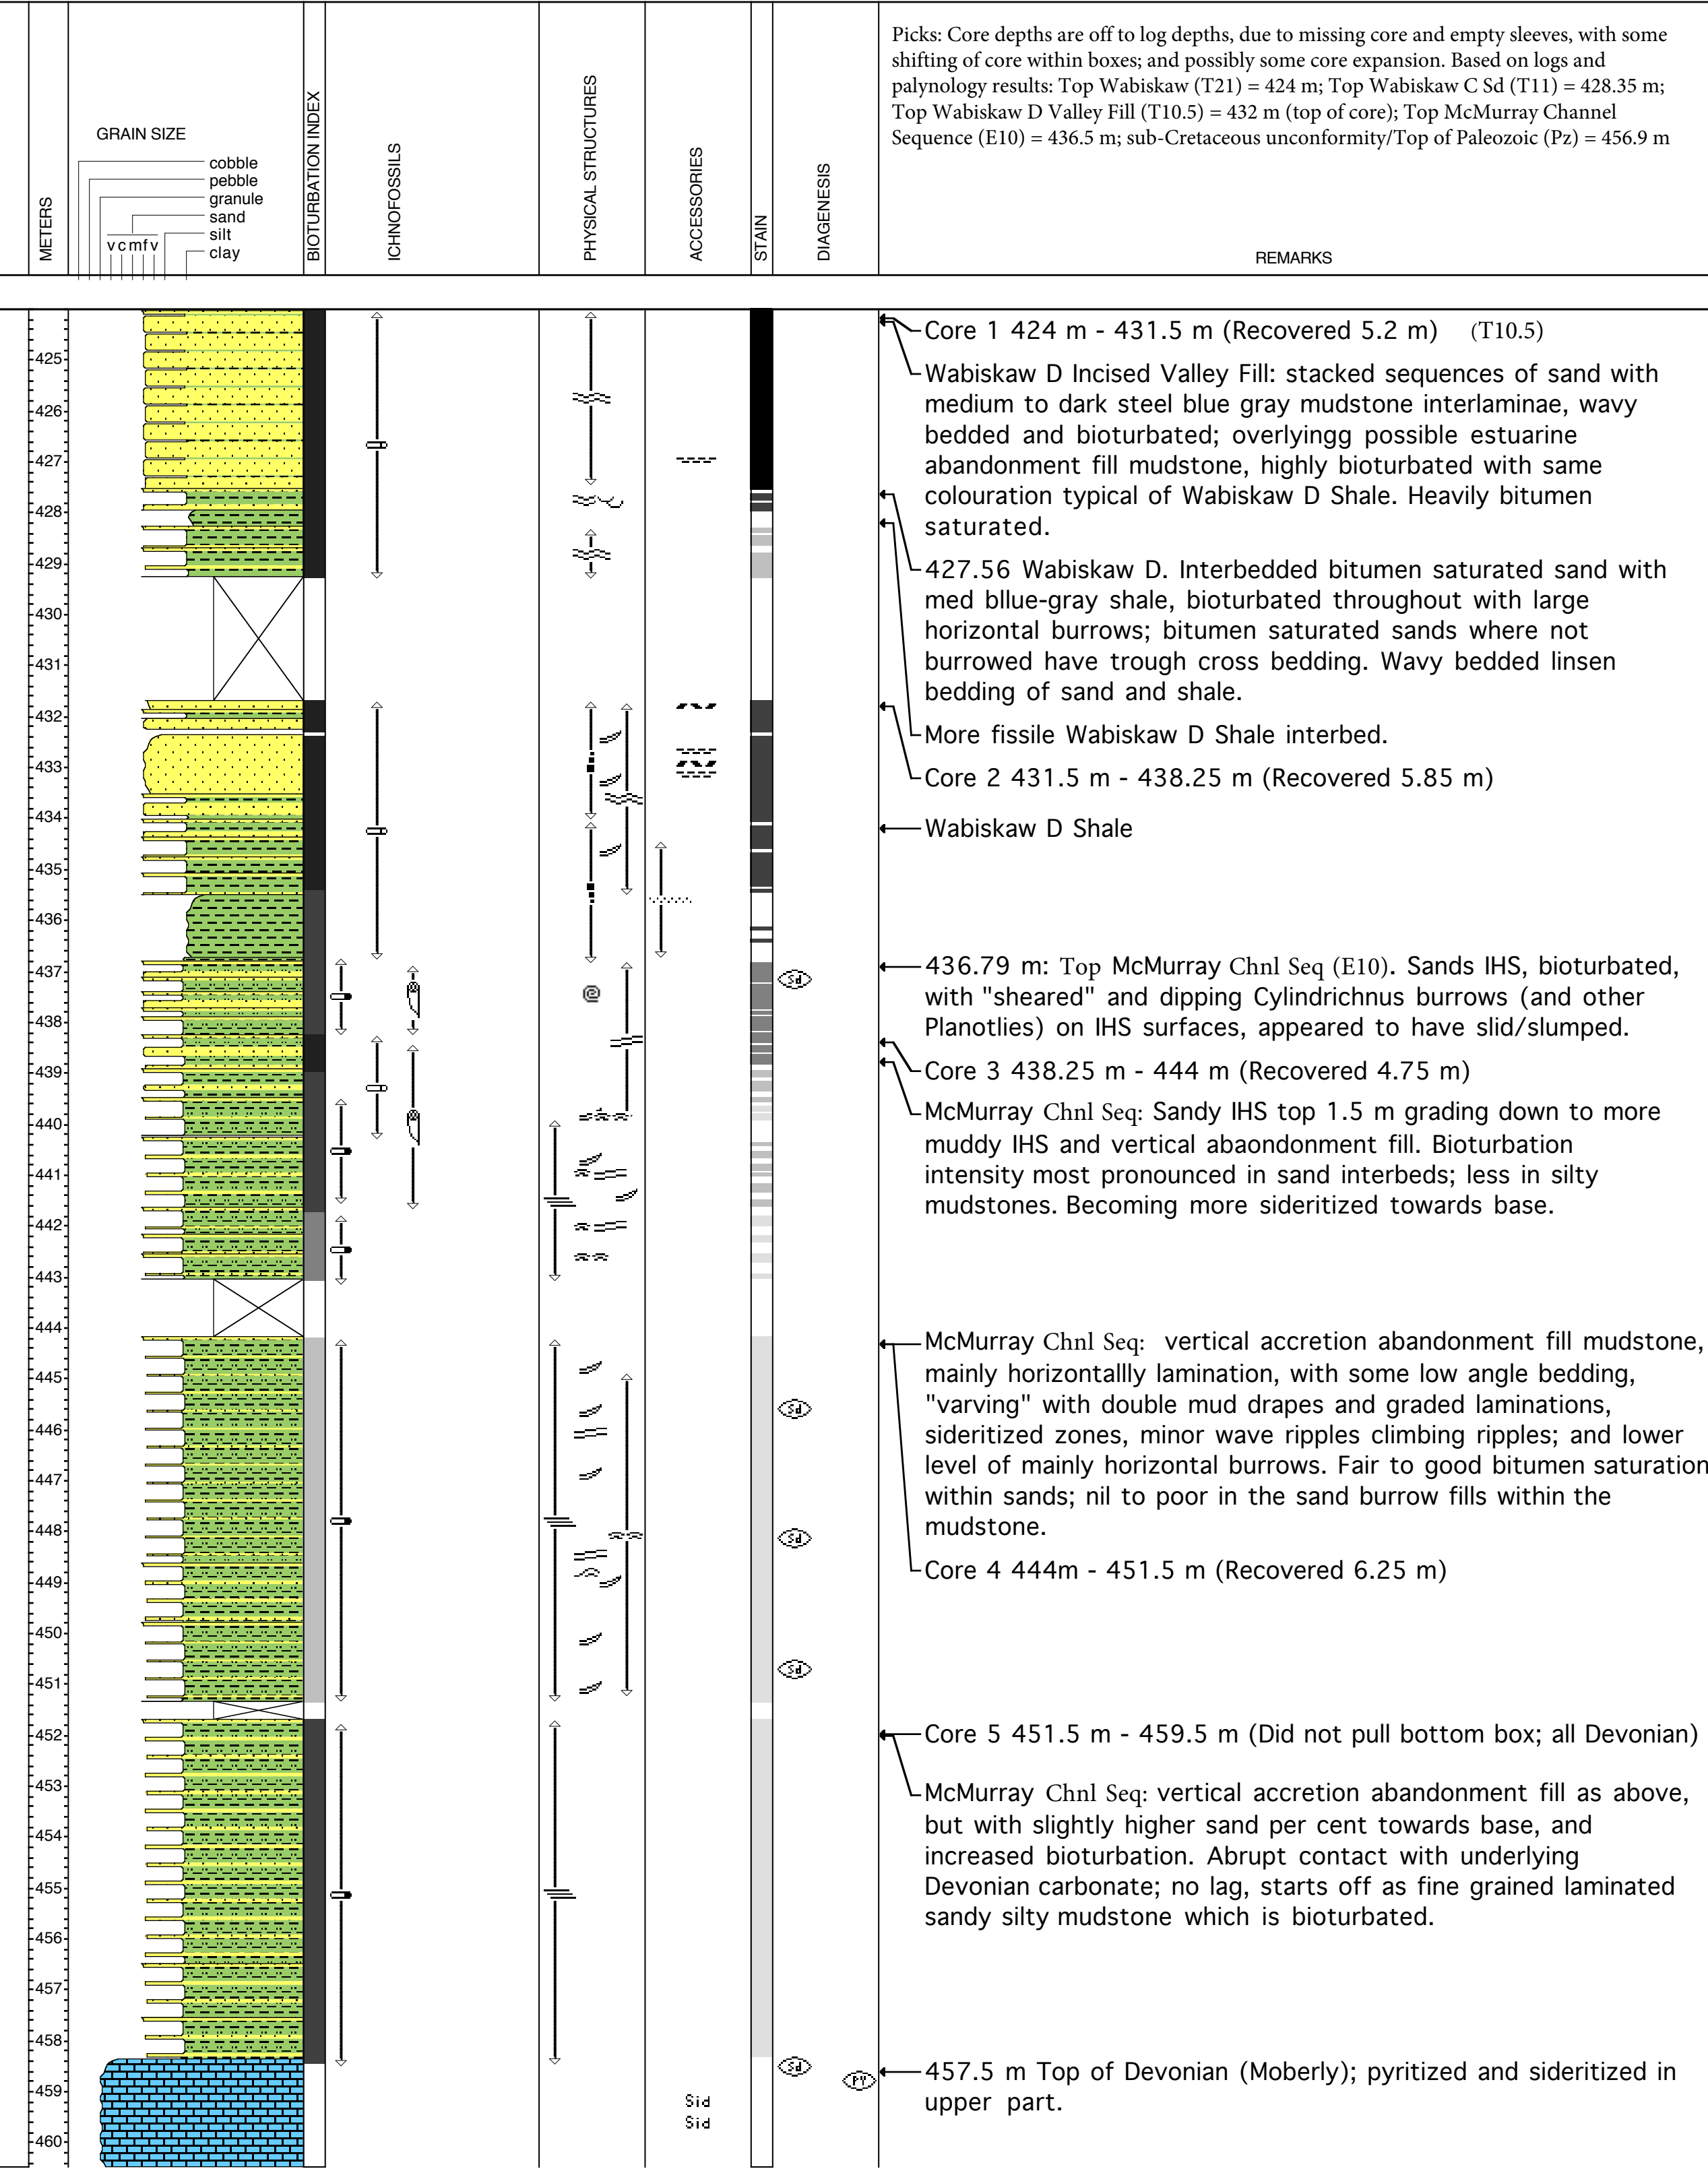 Picks: Core depths are off to log depths, due to missing core and empty sleeves, with some
shifting of core within boxes; and possibly some core expansion. Based on logs and
palynology results: Top Wabiskaw (T21) = 424 m; Top Wabiskaw C Sd (T11) = 428.35 m;
Top Wabiskaw D Valley Fill (T10.5) = 432 m (top of core); Top McMurray Channel
Sequence (E10) = 436.5 m; sub-Cretaceous unconformity/Top of Paleozoic (Pz) = 456.9 m
METERS
GRAIN SIZE
cobble
pebble
granule
sand
silt
clay
v c m f v
BIOTURBATION INDEX
ICHNOFOSSILS
PHYSICAL STRUCTURES
ACCESSORIES
STAIN
DIAGENESIS
REMARKS
425
426
427
428
429
430
431
432
433
434
435
436
437
438
439
440
441
442
443
444
445
446
447
448
449
450
451
452
453
454
455
456
457
458
459
460
@
Sd
Sd
Sd
Sd
Sd
PY
Sid
Sid
Core 1 424 m - 431.5 m (Recovered 5.2 m) (T10.5)
Wabiskaw D Incised Valley Fill: stacked sequences of sand with
medium to dark steel blue gray mudstone interlaminae, wavy
bedded and bioturbated; overlyingg possible estuarine
abandonment fill mudstone, highly bioturbated with same
colouration typical of Wabiskaw D Shale. Heavily bitumen
saturated.
427.56 Wabiskaw D. Interbedded bitumen saturated sand with
med bllue-gray shale, bioturbated throughout with large
horizontal burrows; bitumen saturated sands where not
burrowed have trough cross bedding. Wavy bedded linsen
bedding of sand and shale.
More fissile Wabiskaw D Shale interbed.
Core 2 431.5 m - 438.25 m (Recovered 5.85 m)
Wabiskaw D Shale
436.79 m: Top McMurray Chnl Seq (E10). Sands IHS, bioturbated,
with "sheared" and dipping Cylindrichnus burrows (and other
Planotlies) on IHS surfaces, appeared to have slid/slumped.
Core 3 438.25 m - 444 m (Recovered 4.75 m)
McMurray Chnl Seq: Sandy IHS top 1.5 m grading down to more
muddy IHS and vertical abaondonment fill. Bioturbation
intensity most pronounced in sand interbeds; less in silty
mudstones. Becoming more sideritized towards base.
McMurray Chnl Seq: vertical accretion abandonment fill mudstone,
mainly horizontallly lamination, with some low angle bedding,
"varving" with double mud drapes and graded laminations,
sideritized zones, minor wave ripples climbing ripples; and lower
level of mainly horizontal burrows. Fair to good bitumen saturation
within sands; nil to poor in the sand burrow fills within the
mudstone.
Core 4 444m - 451.5 m (Recovered 6.25 m)
Core 5 451.5 m - 459.5 m (Did not pull bottom box; all Devonian)
McMurray Chnl Seq: vertical accretion abandonment fill as above,
but with slightly higher sand per cent towards base, and
increased bioturbation. Abrupt contact with underlying
Devonian carbonate; no lag, starts off as fine grained laminated
sandy silty mudstone which is bioturbated.
457.5 m Top of Devonian (Moberly); pyritized and sideritized in
upper part.